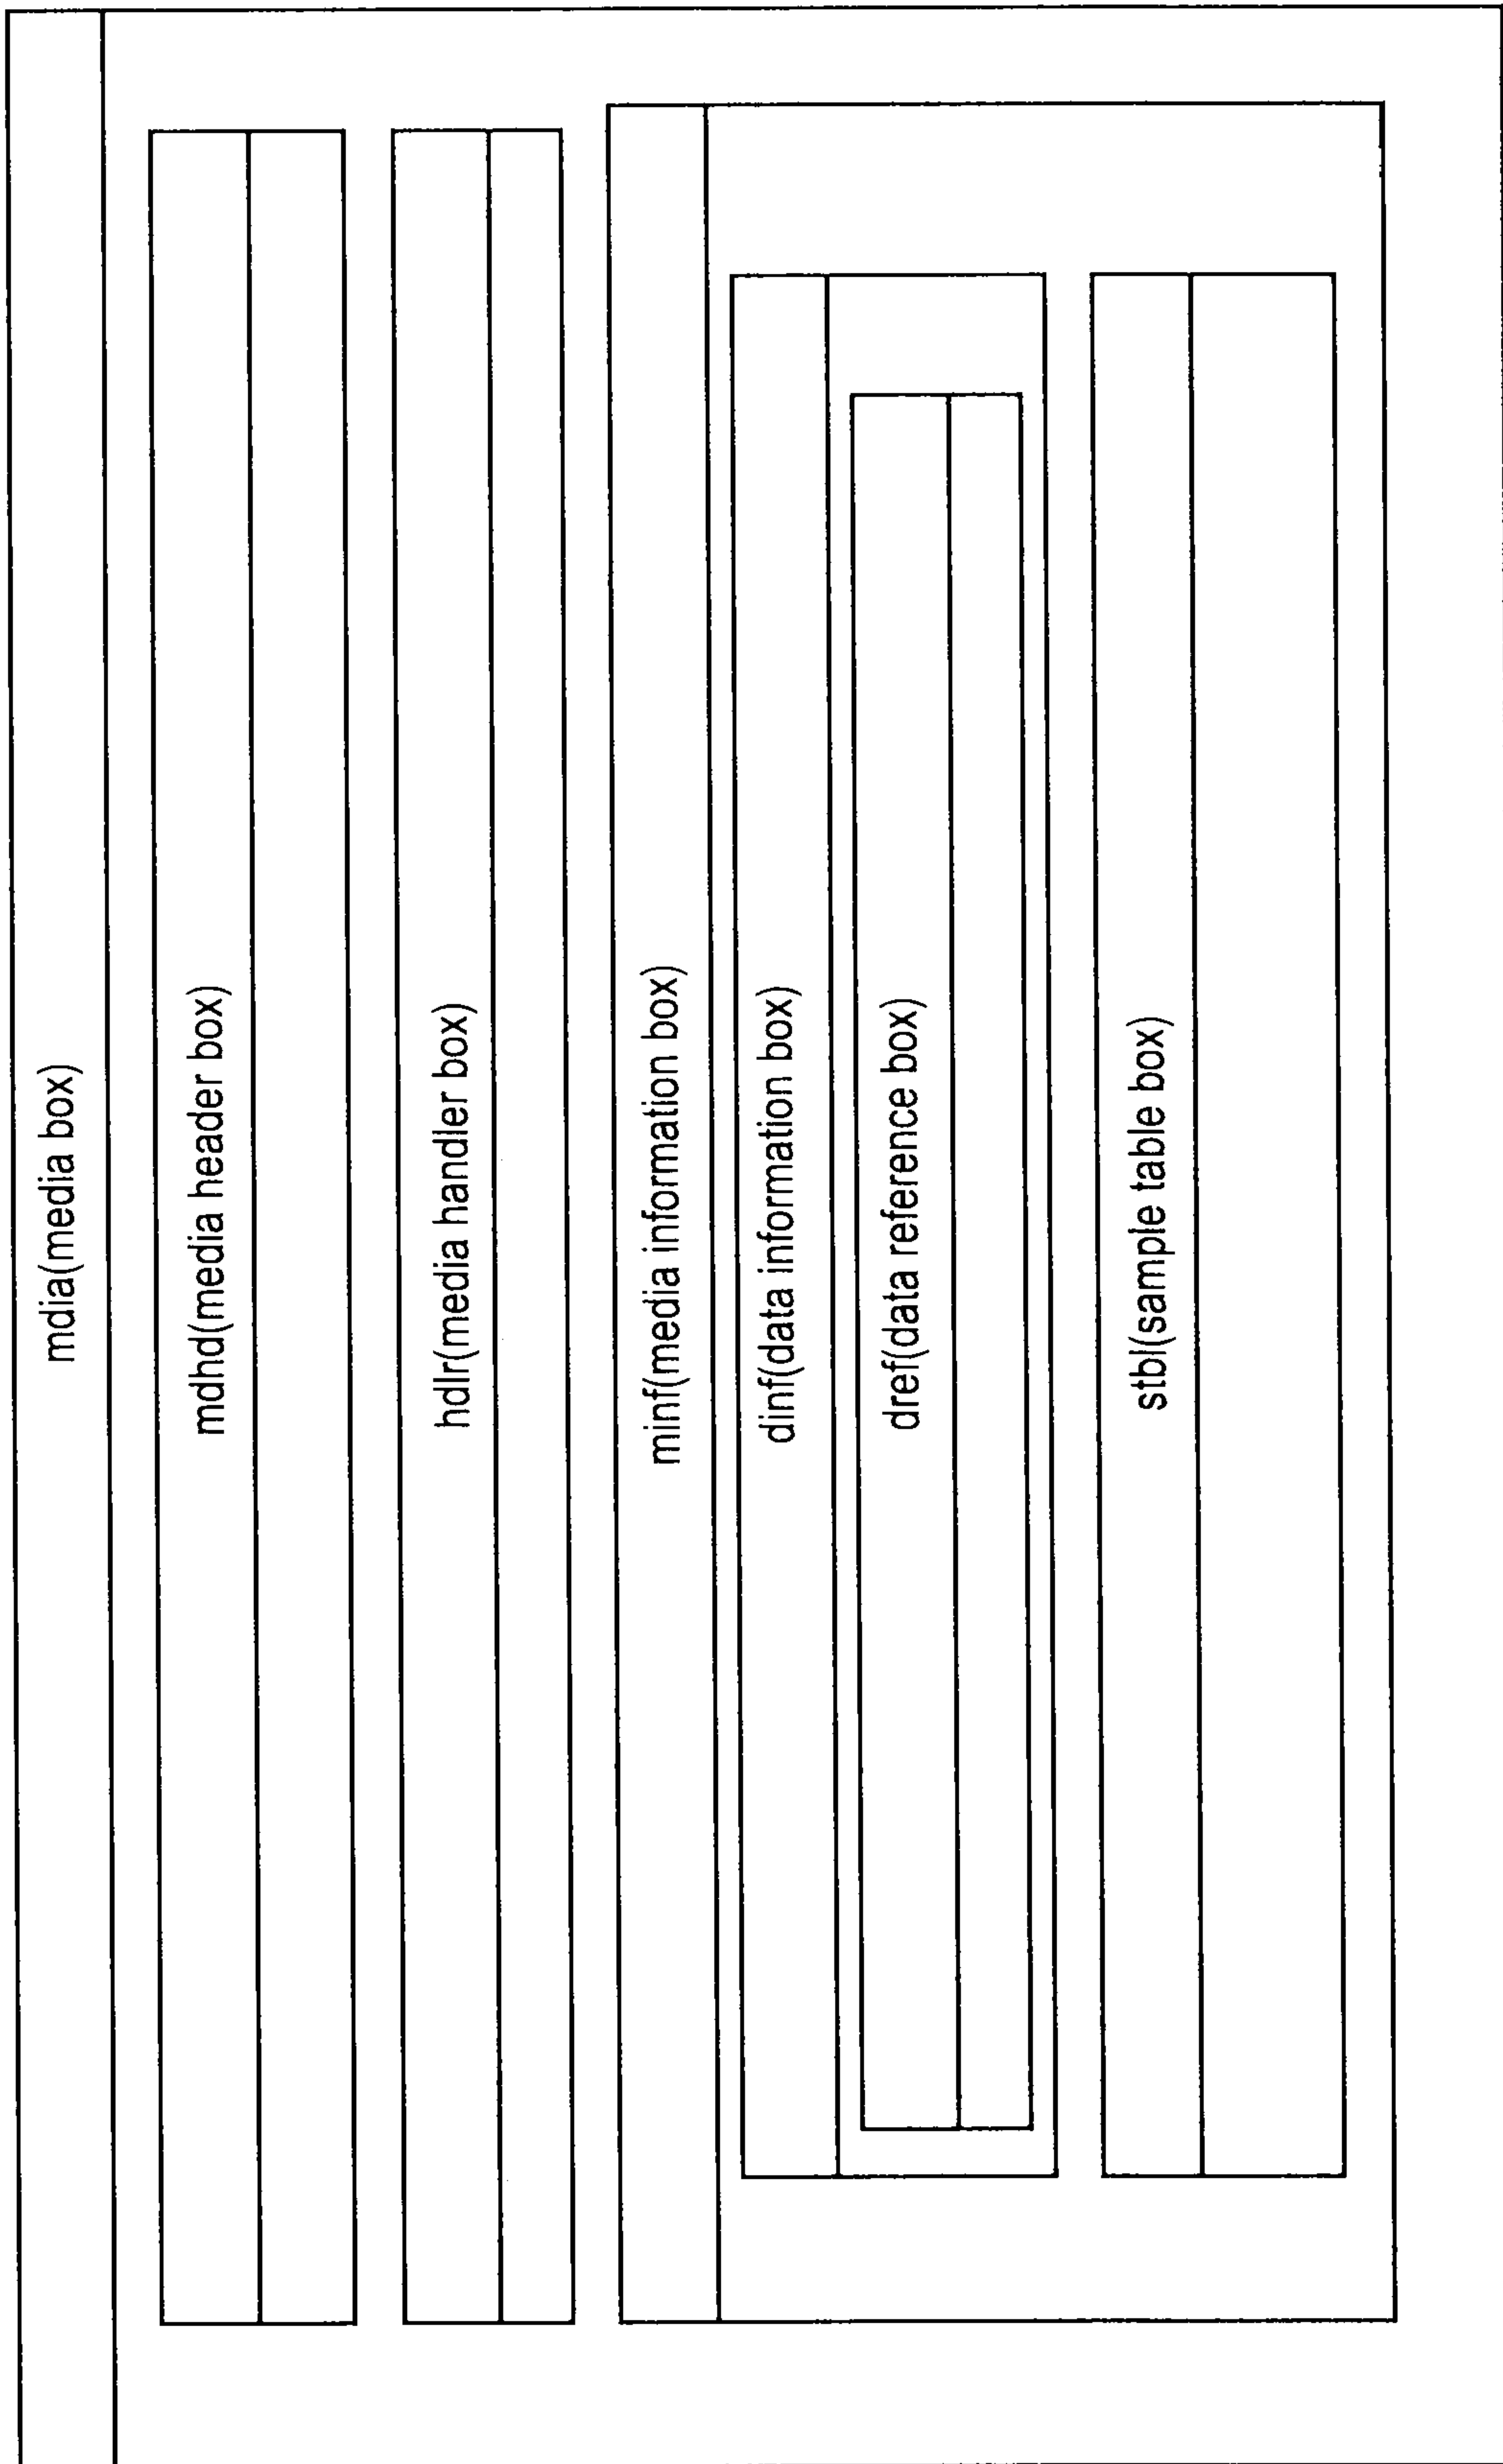 mdia(media box)
mdhd(media header box)
hdlr(media handler box)
minf(media information box)
dinf(data information box)
dref(data reference box)
stbl(sample table box)